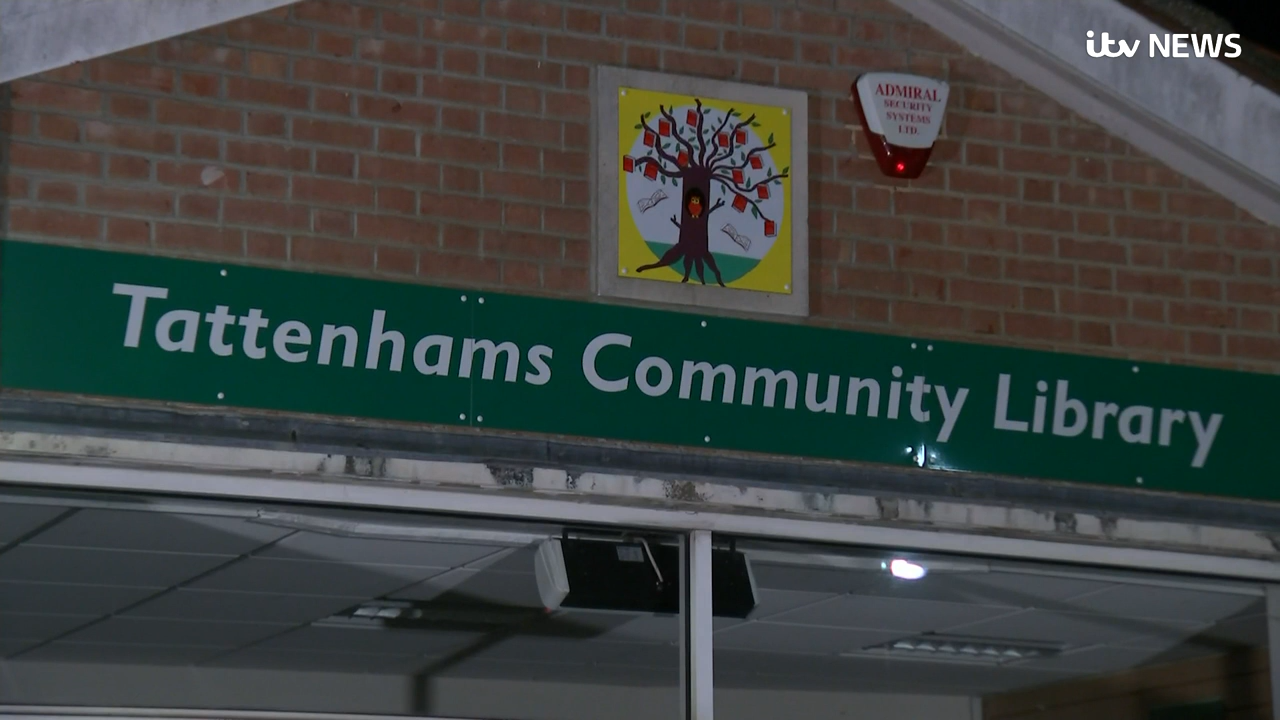 itv NEWS
ADMIRAL
SECURITY
SYSTEMS
LTD.
Tattenhams Community Library